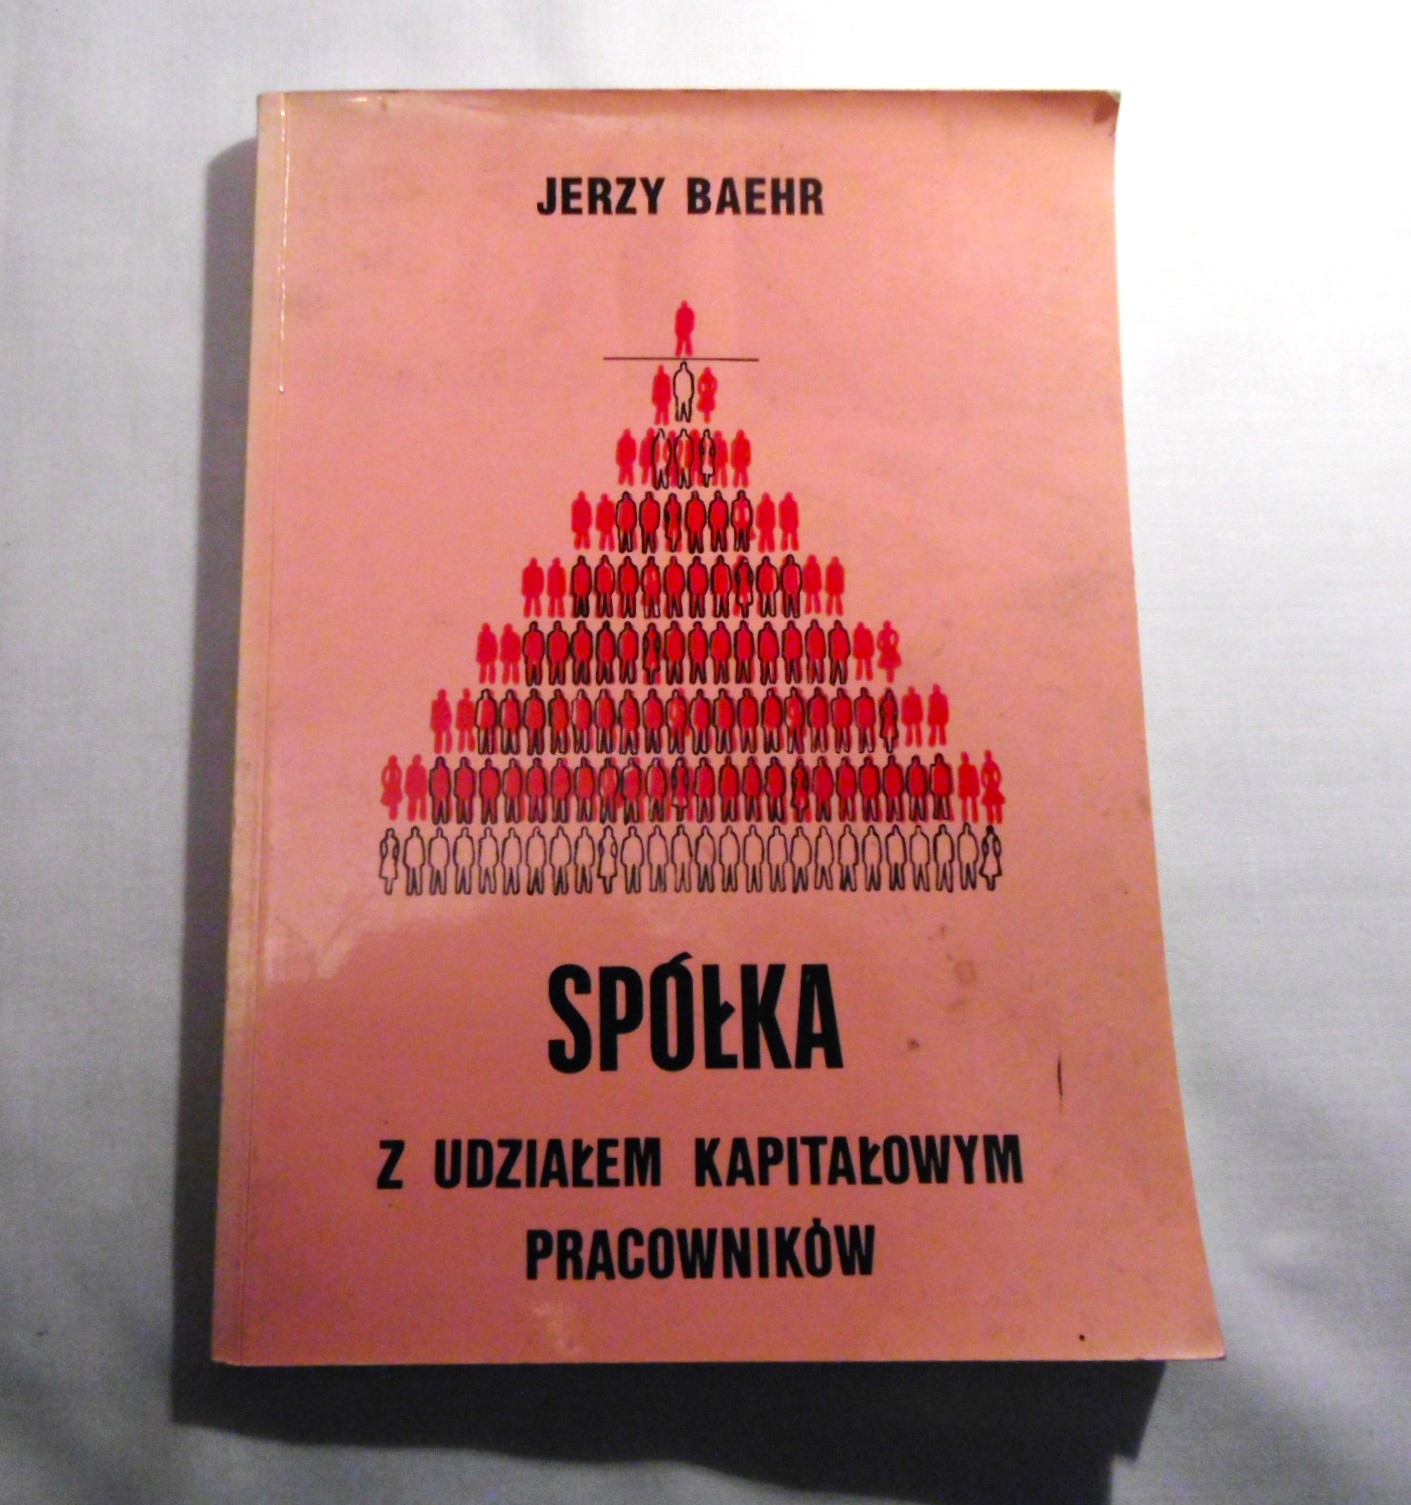 JERZY BAEHR
SPÓŁKA
Z UDZIAŁEM KAPITAŁOWYM
PRACOWNIKÓW